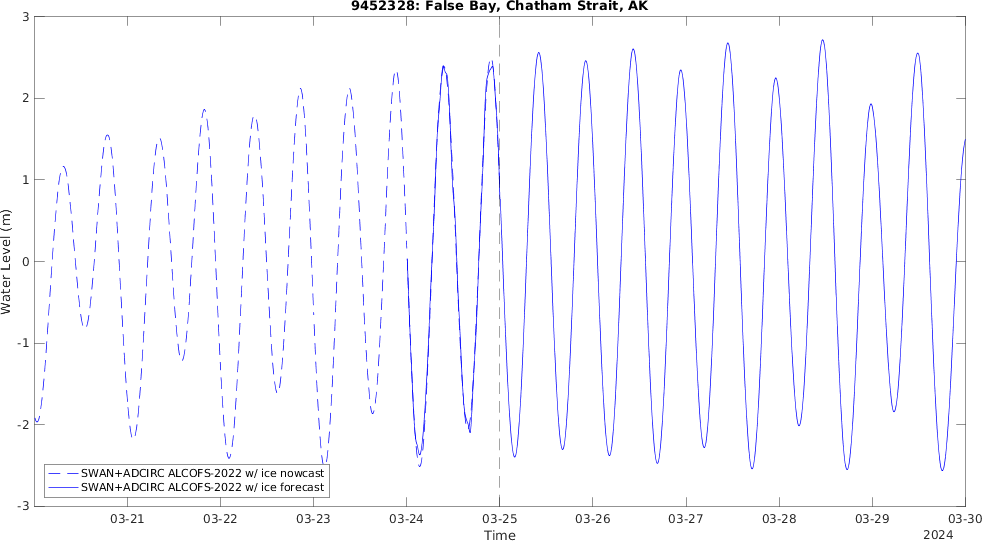 9452328: False Bay, Chatham Strait, AK
3
2
1
0
-1
-2
-3
Water Level (m)
SWAN+ADCIRC ALCOFS-2022 w/ ice nowcast
SWAN+ADCIRC ALCOFS-2022 w/ ice forecast
03-21 03-22 03-23 03-24 03-25 03-26 03-27 03-28 03-29 03-30
Time
2024